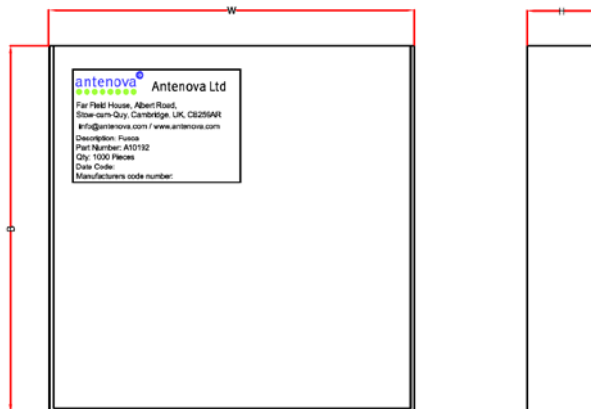 W
H
antenova
Antenova Ltd
Far Field House, Albert Road,
Stow-cum-Quy, Cambridge, UK, CB259AR
info@antenova.com / www.antenova.com
Description: Fusca
Part Number: A10192
Qty: 1000 Pieces
Date Code:
Manufacturers code number: